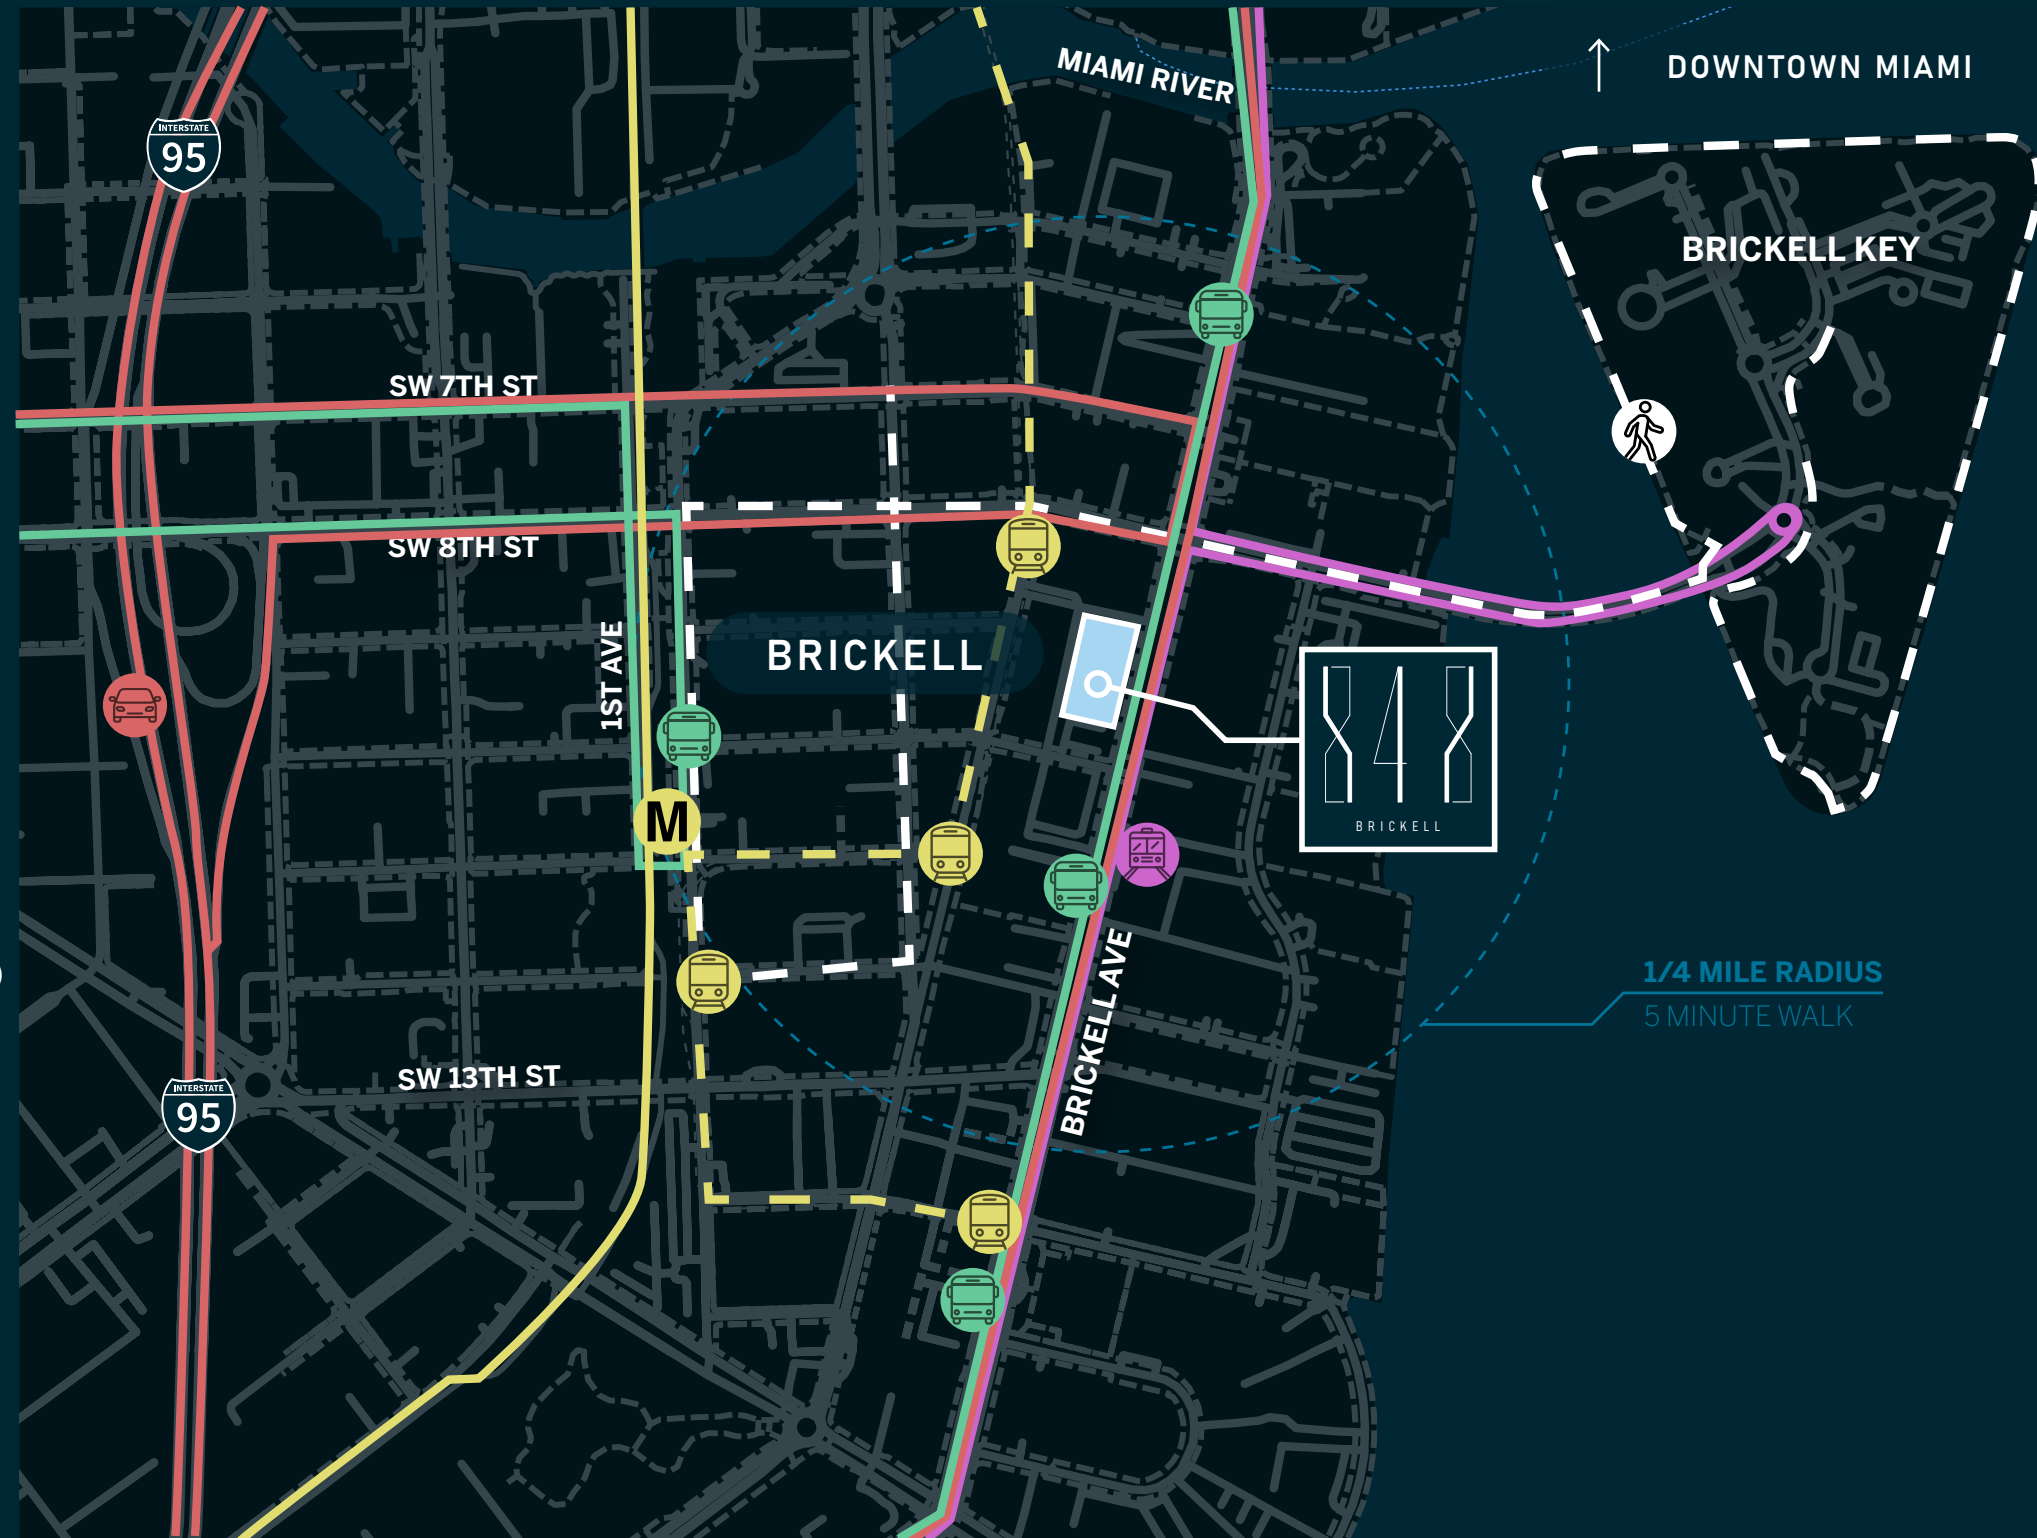 MIAMI RIVER
DOWNTOWN MIAMI
INTERSTATE
95
BRICKELL KEY
SW 7TH ST
SW 8TH ST
1ST AVE
BRICKELL
M
4
BRICKELL
BRICKELL AVE
1/4 MILE RADIUS
5 MINUTE WALK
SW 13TH ST
INTERSTATE
95